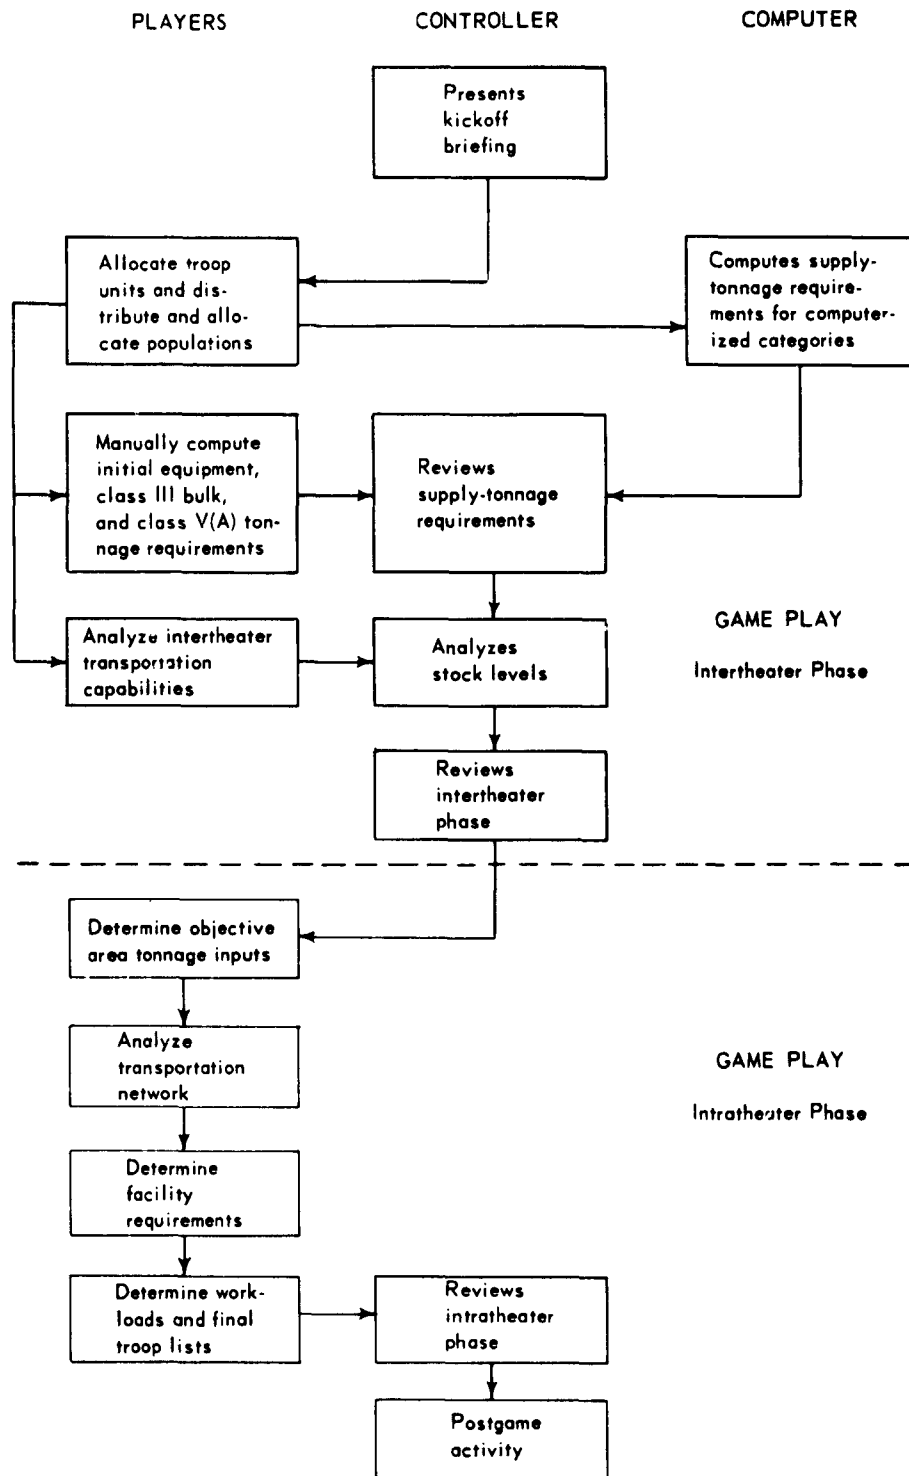 PLAYERS
CONTROLLER
COMPUTER
Presents
kickoff
briefing
Allocate troop
units and dis-
tribute and allo-
cate populations
Computes supply-
tonnage require-
ments for computer-
ized categories
Manually compute
initial equipment,
class III bulk,
and class V(A) ton-
nage requirements
Reviews
supply-tonnage
requirements
Analyze intertheater
transportation
capabilities
Analyzes
stock levels
GAME PLAY
Intertheater Phase
Reviews
intertheater
phase
Determine objective
area tonnage inputs
Analyze
transportation
network
GAME PLAY
Intratheater Phase
Determine
facility
requirements
Determine work-
loads and final
troop lists
Reviews
intratheater
phase
Postgame
activity